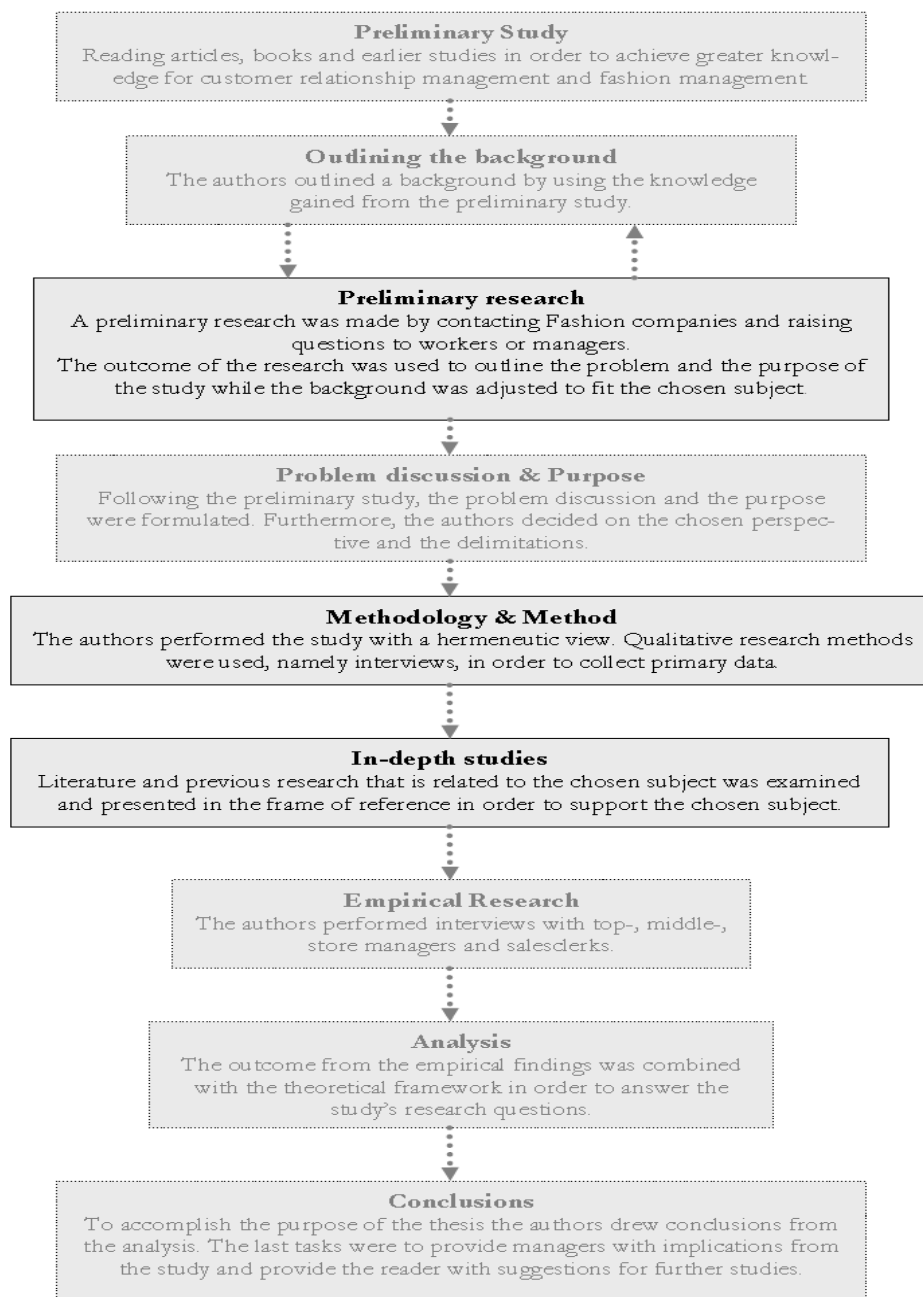 Preliminary Study
Reading articles, books and earlier studies in order to achieve greater knowl-
edge for customer relationship management and fashion management
Outlining the background
The authors outlined a background by using the knowledge
gained from the preliminary study.
Preliminary research
A preliminary research was made by contacting Fashion companies and raising
questions to workers or managers.
The outcome of the research was used to outline the problem and the purpose of
the study while the background was adjusted to fit the chosen subject.
Problem discussion & Purpose
Following the preliminary study, the problem discussion and the purpose
were formulated. Furthermore, the authors decided on the chosen perspec-
tive and the delimitations.
Methodology & Method
The authors performed the study with a hermeneutic view. Qualitative research methods
were used, namely interviews, in order to collect primary data.
In-depth studies
Literature and previous research that is related to the chosen subject was examined
and presented in the frame of reference in order to support the chosen subject.
Empirical Research
The authors performed interviews with top-, middle-,
store managers and salesclerks.
Analysis
The outcome from the empirical findings was combined
with the theoretical framework in order to answer the
study's research questions.
Conclusions
To accomplish the purpose of the thesis the authors drew conclusions from
the analysis. The last tasks were to provide managers with implications from
the study and provide the reader with suggestions for further studies.